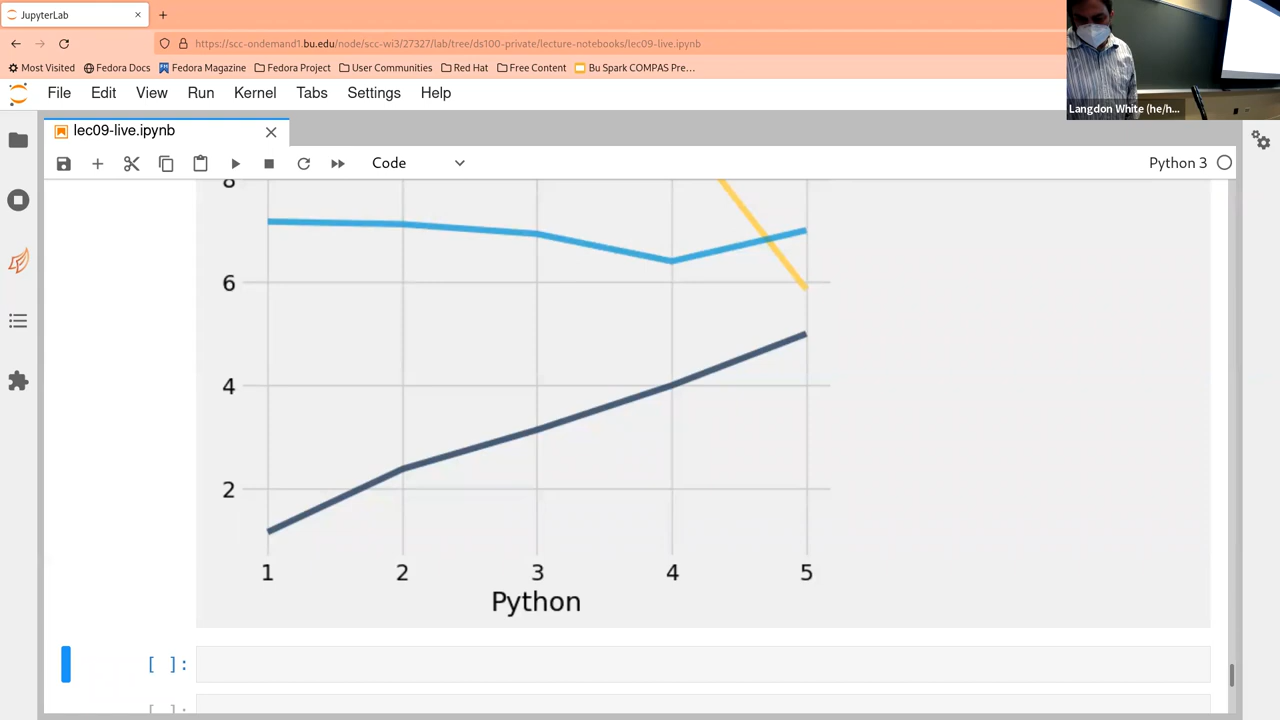 JupyterLab
https://scc-ondemand1.bu.edu/node/scc-wi3/27327/lab/tree/ds100-private/lecture-notebooks/lec09-live.ipynb
Most Visited Fedora Docs Fedora Magazine Fedora Project User Communities Red Hat Free Content Bu Spark COMPAS Pre…
Langdon White (he/h...
File Edit View Run Kernel Tabs Settings Help
lec09-live.ipynb
Code Python 3
8
6
4
2
1 2 3 4 5
Python
[ ]:
[ ]: